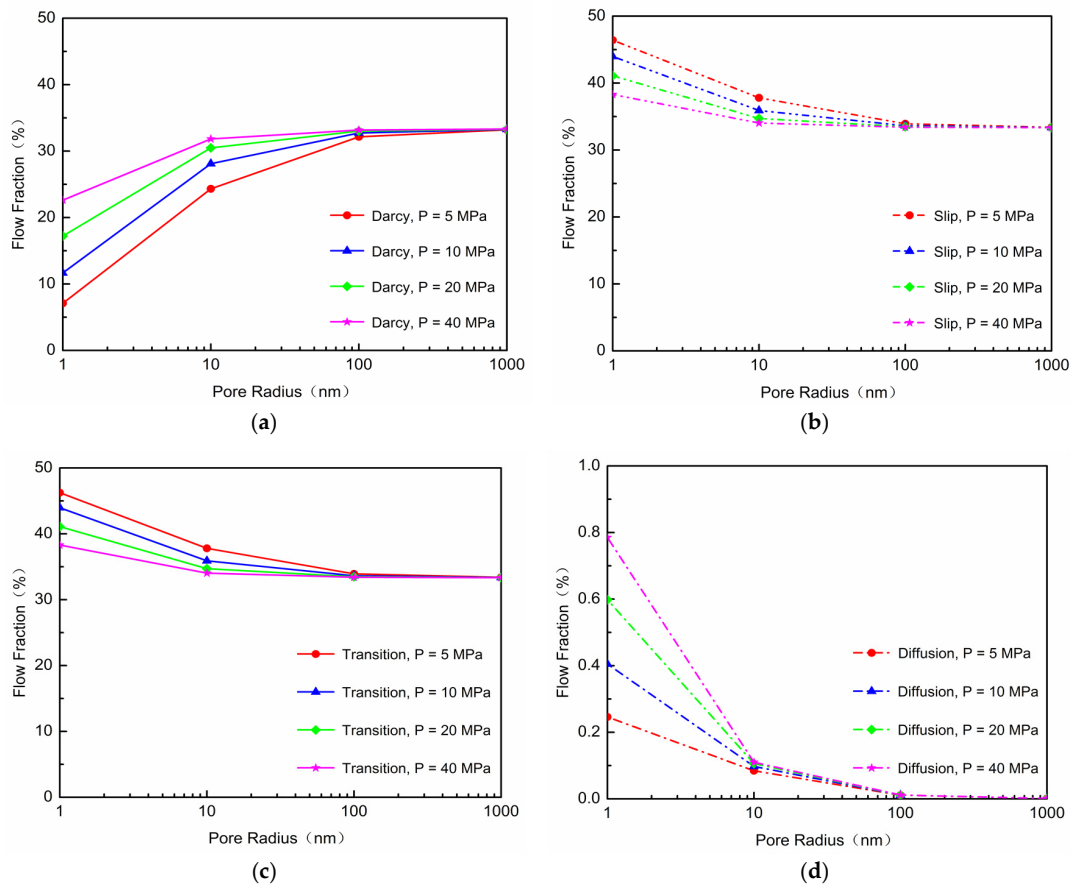 50
40
30
20
10
0
Flow Fraction（%）
Darcy, P = 5 MPa
Darcy, P = 10 MPa
Darcy, P = 20 MPa
Darcy, P = 40 MPa
1 10 100 1000
Pore Radius（nm）
(a)
50
40
30
20
10
0
Flow Fraction（%）
Slip, P = 5 MPa
Slip, P = 10 MPa
Slip, P = 20 MPa
Slip, P = 40 MPa
1 10 100 1000
Pore Radius（nm）
(b)
50
40
30
20
10
0
Flow Fraction（%）
Transition, P = 5 MPa
Transition, P = 10 MPa
Transition, P = 20 MPa
Transition, P = 40 MPa
1 10 100 1000
Pore Radius（nm）
(c)
1.0
0.8
0.6
0.4
0.2
0.0
Flow Fraction（%）
Diffusion, P = 5 MPa
Diffusion, P = 10 MPa
Diffusion, P = 20 MPa
Diffusion, P = 40 MPa
1 10 100 1000
Pore Radius（nm）
(d)